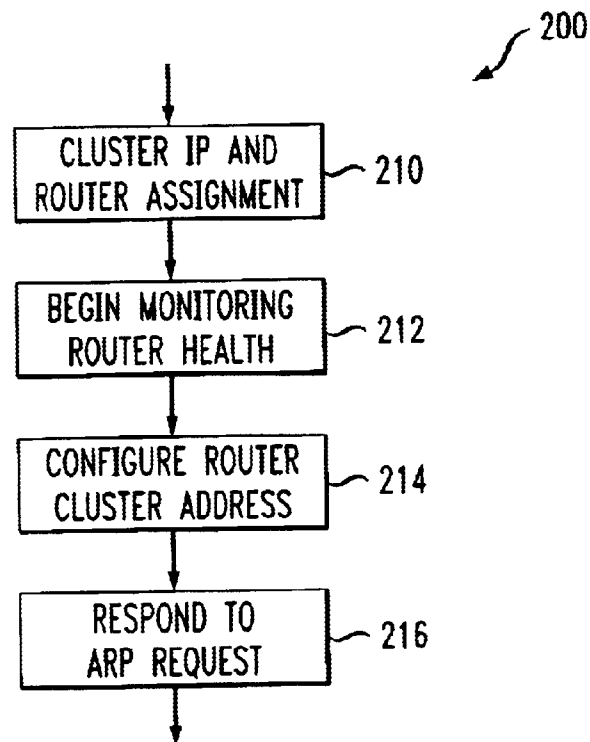 200
CLUSTER IP AND
ROUTER ASSIGNMENT
210
BEGIN MONITORING
ROUTER HEALTH
212
CONFIGURE ROUTER
CLUSTER ADDRESS
214
RESPOND TO
ARP REQUEST
216